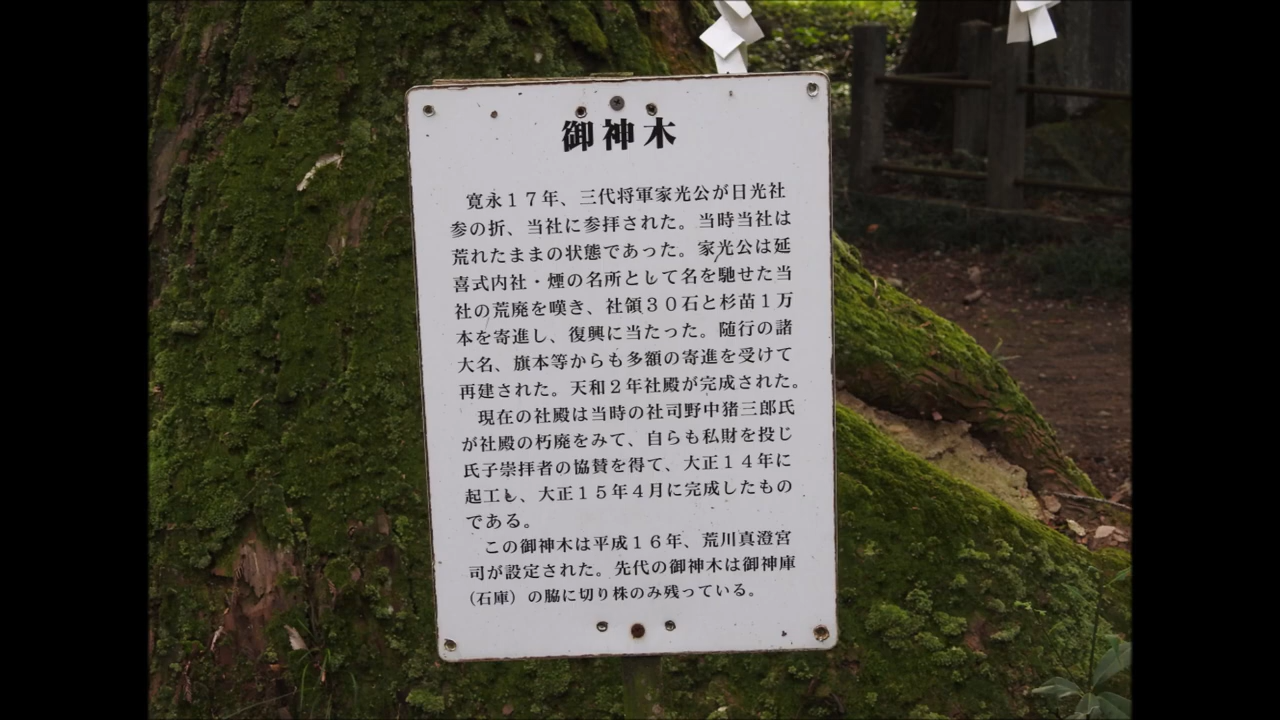 御神木
寛永１７年、三代将軍家光公が日光社
参の折、当社に参拝された。当時当社は
荒れたままの状態であった。家光公は延
喜式内社・煙の名所として名を馳せた当
社の荒廃を嘆き、社領３０石と杉苗１万
本を寄進し、復興に当たった。随行の諸
大名、旗本等からも多額の寄進を受けて
再建された。天和２年社殿が完成された。
現在の社殿は当時の社司野中猪三郎氏
が社殿の朽廃をみて、自らも私財を投じ
氏子崇拝者の協賛を得て、大正１４年に
起工し、大正１５年４月に完成したもの
である。
この御神木は平成１６年、荒川真澄宮
司が設定された。先代の御神木は御神庫
（石庫）の脇に切り株のみ残っている。